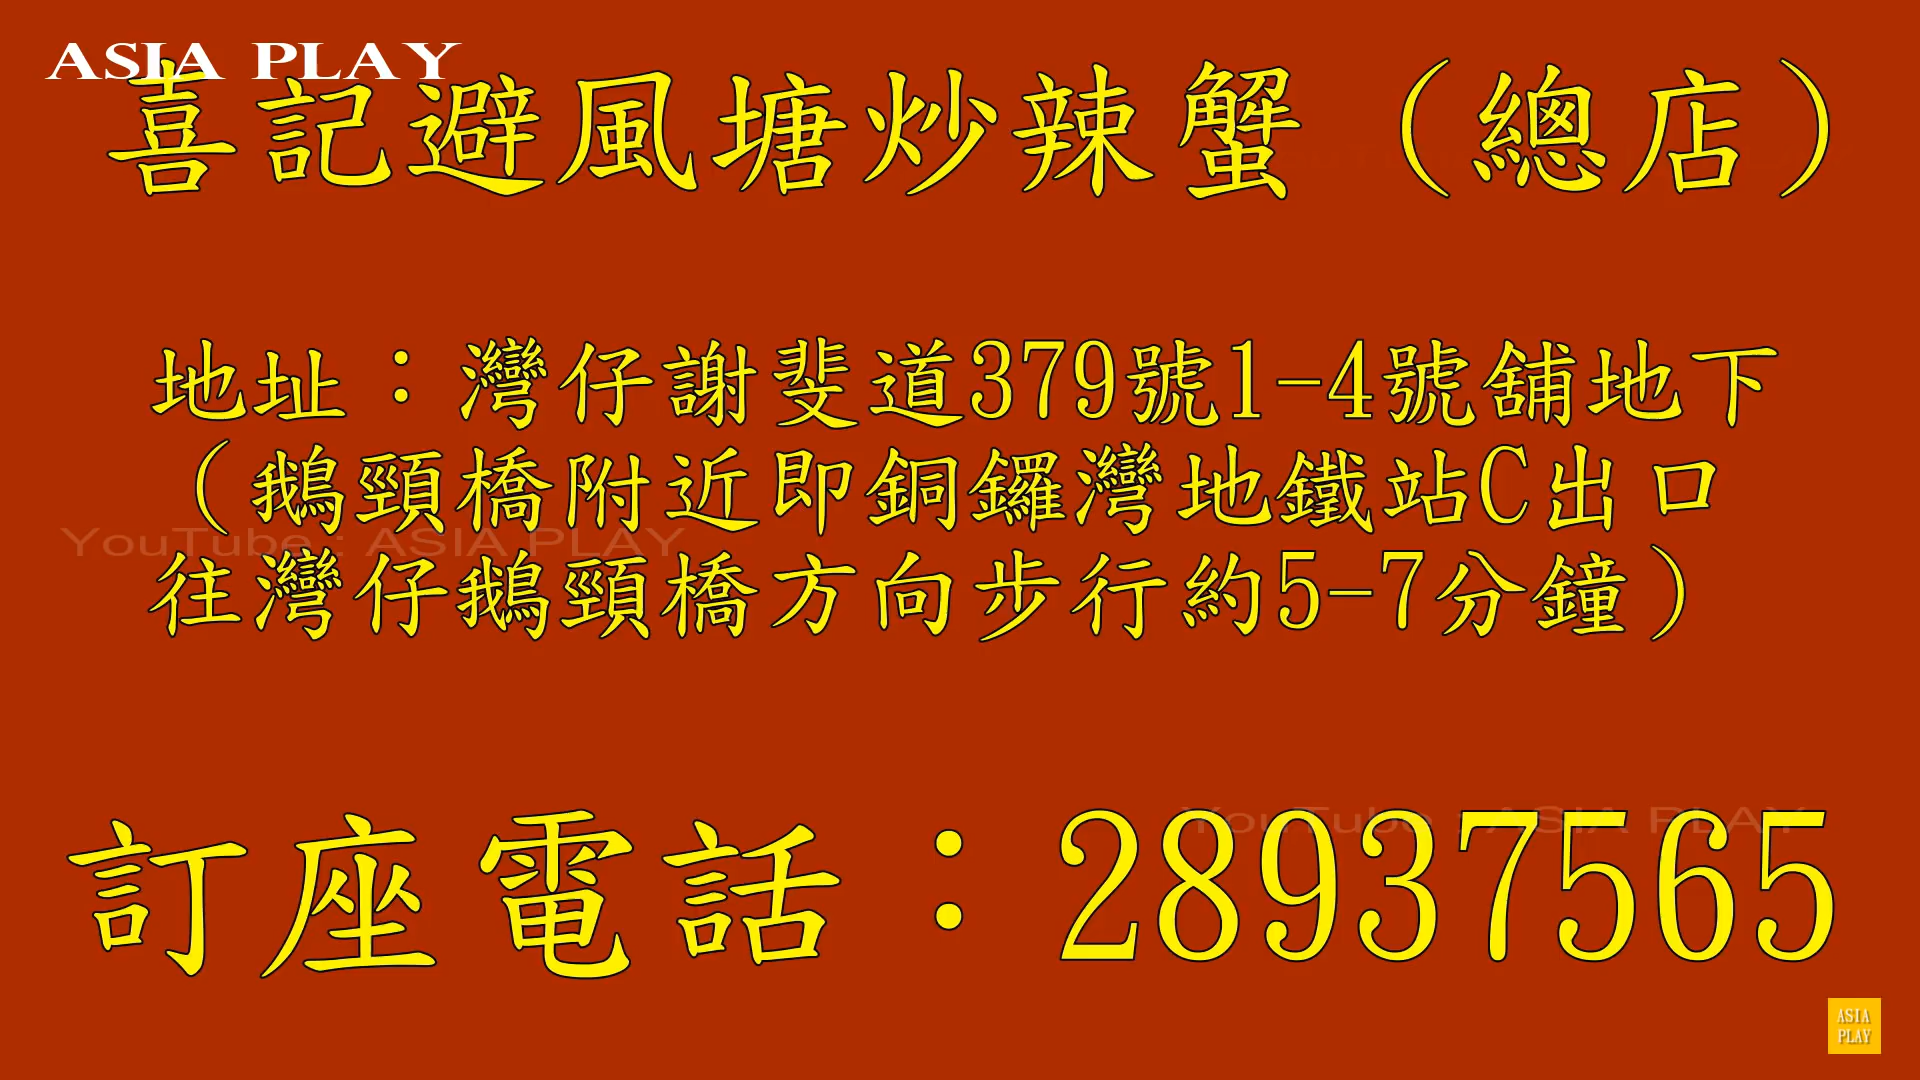 ASIA PLAY
喜記避風塘炒辣蟹（總店）
地址：灣仔謝斐道379號1-4號舖地下
（鵝頸橋附近即銅鑼灣地鐵站C出口
YouTube : ASIA PLAY
往灣仔鵝頸橋方向步行約5-7分鐘）
YouTube : ASIA PLAY
訂座電話：28937565
ASIA
PLAY